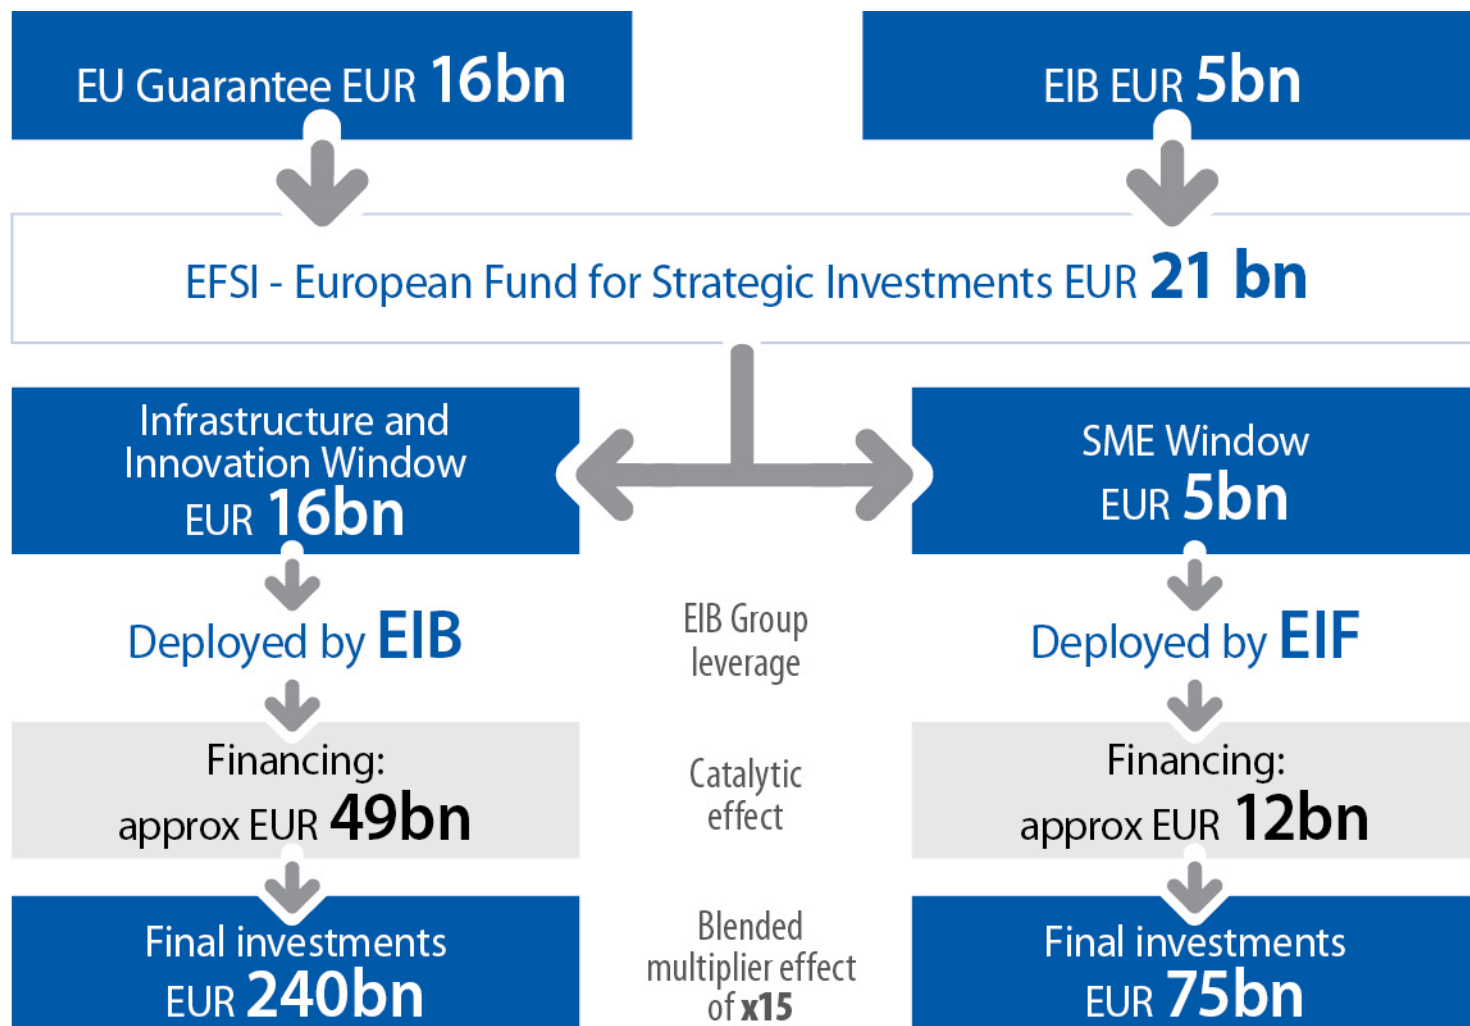 EU Guarantee EUR 16bn
EIB EUR 5bn
EFSI - European Fund for Strategic Investments EUR 21 bn
Infrastructure and
Innovation Window
EUR 16bn
SME Window
EUR 5bn
Deployed by EIB
EIB Group
leverage
Deployed by EIF
Financing:
approx EUR 49bn
Catalytic
effect
Financing:
approx EUR 12bn
Final investments
EUR 240bn
Blended
multiplier effect
of x15
Final investments
EUR 75bn